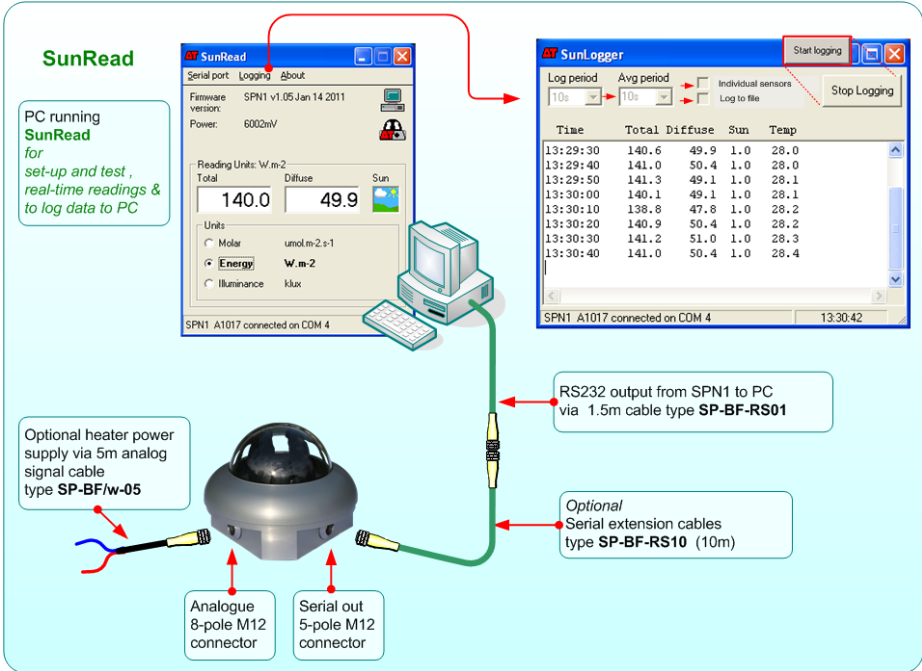 SunRead
PC running
SunRead
for
set-up and test ,
real-time readings &
to log data to PC
SunRead
Serial port Logging About
Firmware version: SPN1 v1.05 Jan 14 2011
Power: 6002mV
Reading Units: W.m-2
Total Diffuse Sun
140.0 49.9
Units
Molar umol.m-2.s-1
Energy W.m-2
Illuminance klux
SPN1 A1017 connected on COM 4
SunLogger
Start logging
Log period Avg period
10s 10s
Individual sensors
Log to file
Stop Logging
Time Total Diffuse Sun Temp
13:29:30 140.6 49.9 1.0 28.0
13:29:40 141.0 50.4 1.0 28.0
13:29:50 141.3 49.1 1.0 28.1
13:30:00 140.1 49.1 1.0 28.1
13:30:10 138.8 47.8 1.0 28.2
13:30:20 140.9 50.4 1.0 28.2
13:30:30 141.2 51.0 1.0 28.3
13:30:40 141.0 50.4 1.0 28.4
SPN1 A1017 connected on COM 4 13:30:42
RS232 output from SPN1 to PC
via 1.5m cable type SP-BF-RS01
Optional heater power
supply via 5m analog
signal cable
type SP-BF/w-05
Optional
Serial extension cables
type SP-BF-RS10 (10m)
Analogue
8-pole M12
connector
Serial out
5-pole M12
connector